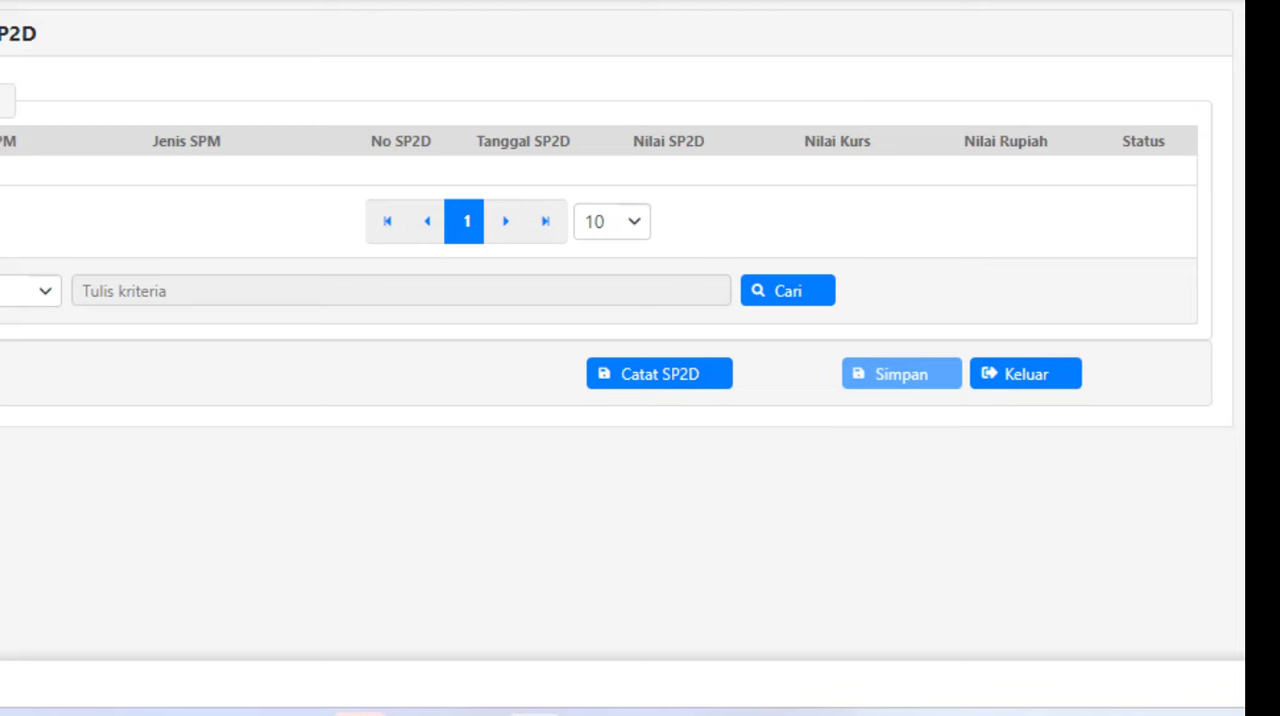 P2D
PM Jenis SPM No SP2D Tanggal SP2D Nilai SP2D Nilai Kurs Nilai Rupiah Status
1 10
Tulis kriteria Cari
Catat SP2D Simpan Keluar